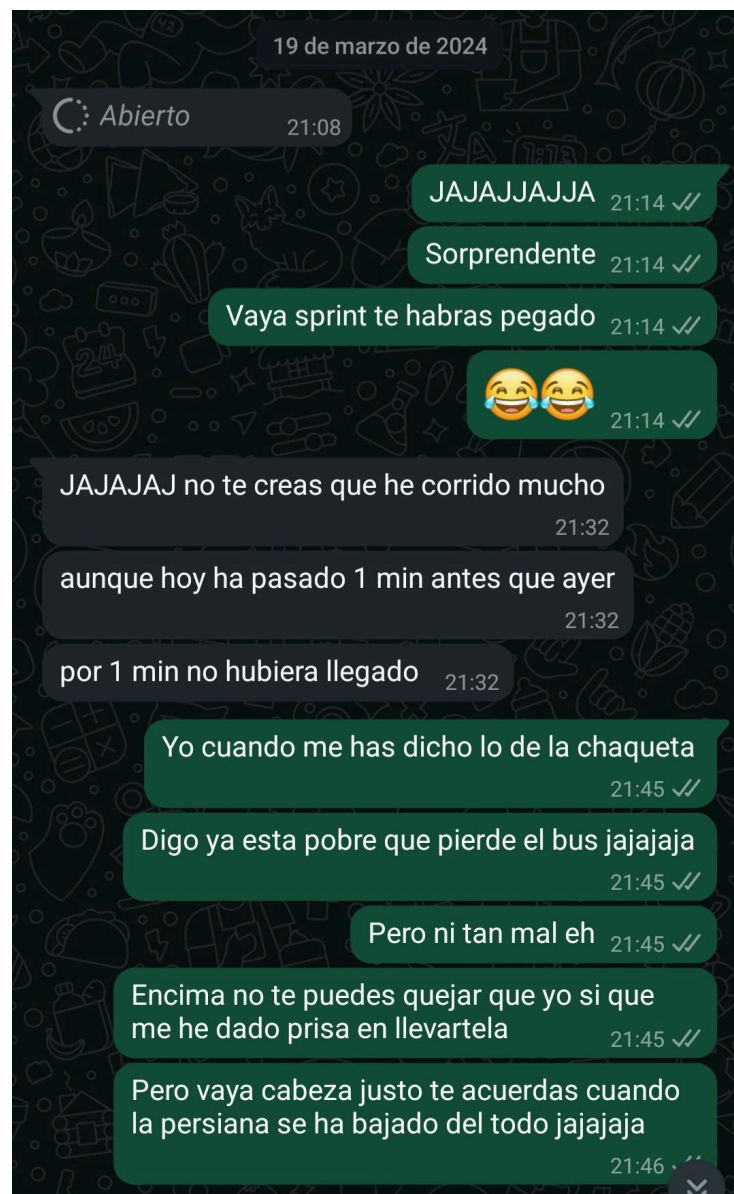 19 de marzo de 2024
Abierto 21:08
JAJAJJAJJA 21:14
Sorprendente 21:14
Vaya sprint te habras pegado 21:14
😂😂 21:14
JAJAJAJ no te creas que he corrido mucho
21:32
aunque hoy ha pasado 1 min antes que ayer
21:32
por 1 min no hubiera llegado 21:32
Yo cuando me has dicho lo de la chaqueta
21:45
Digo ya esta pobre que pierde el bus jajajaja
21:45
Pero ni tan mal eh 21:45
Encima no te puedes quejar que yo si que
me he dado prisa en llevartela 21:45
Pero vaya cabeza justo te acuerdas cuando
la persiana se ha bajado del todo jajajaja
21:46